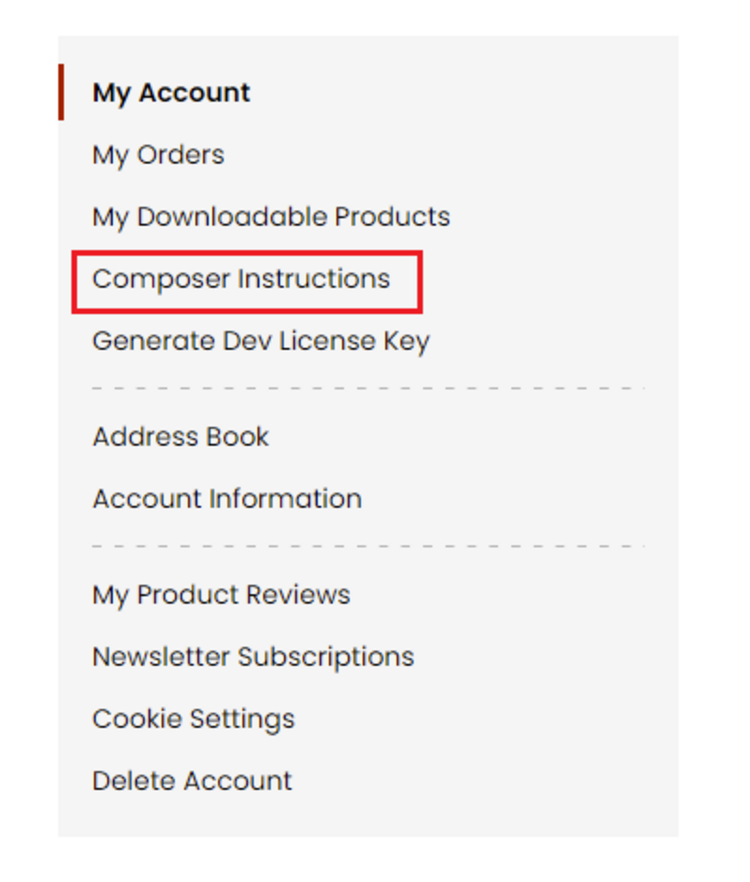 My Account
My Orders
My Downloadable Products
Composer Instructions
Generate Dev License Key
Address Book
Account Information
My Product Reviews
Newsletter Subscriptions
Cookie Settings
Delete Account